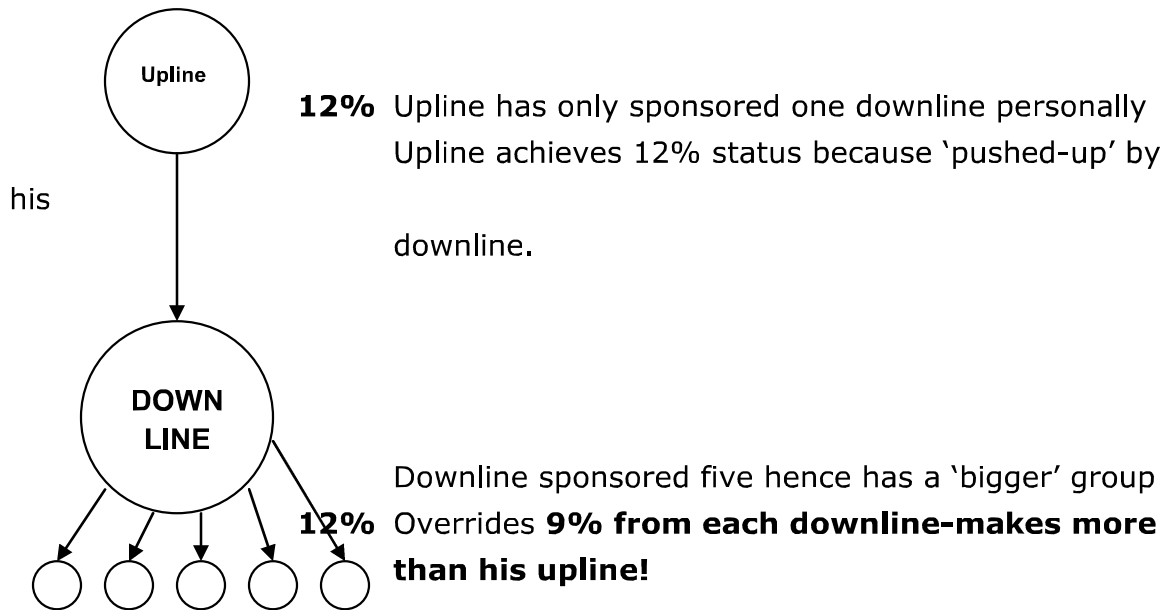 Upline
12% Upline has only sponsored one downline personally
Upline achieves 12% status because ‘pushed-up’ by
his
downline.
DOWN
LINE
Downline sponsored five hence has a ‘bigger’ group
12% Overrides 9% from each downline-makes more
than his upline!